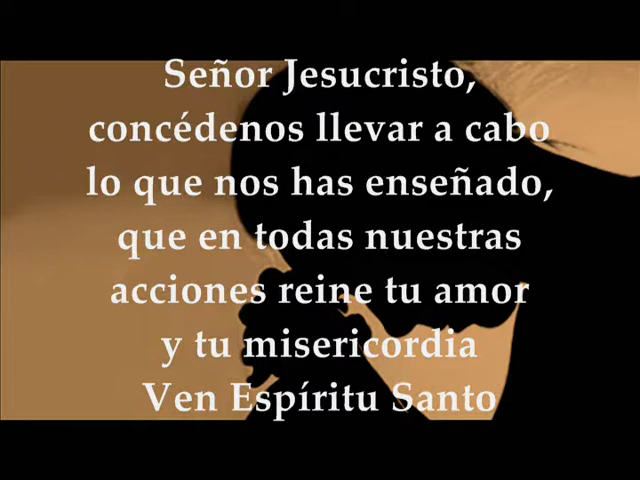 Señor Jesucristo,
concédenos llevar a cabo
lo que nos has enseñado,
que en todas nuestras
acciones reine tu amor
y tu misericordia
Ven Espíritu Santo